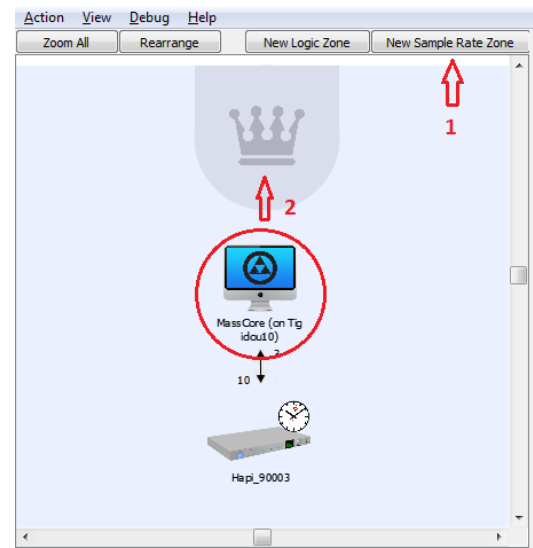 Action View Debug Help
Zoom All Rearrange New Logic Zone New Sample Rate Zone
1
2
MassCore (on Tig
idou10)
2
10
Hapi_90003